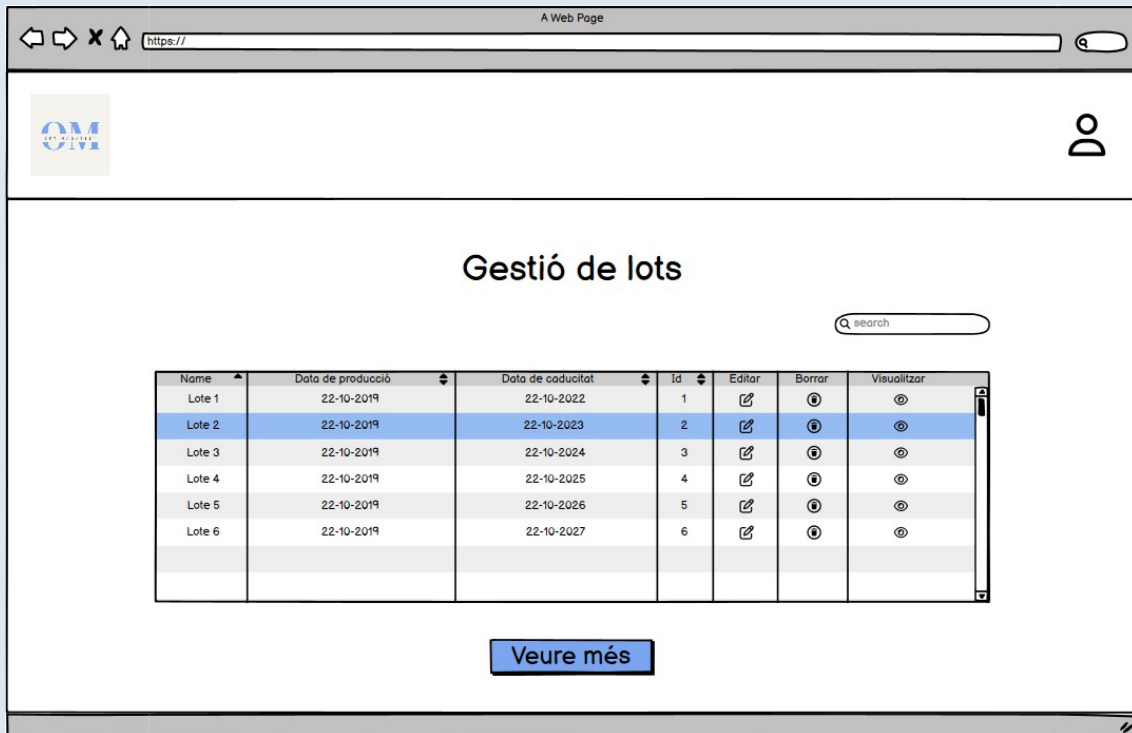 A Web Page
https://
OM
Gestió de lots
search
Name Data de producció Data de caducitat Id Editar Borrar Visualitzar
Lote 1 22-10-2019 22-10-2022 1
Lote 2 22-10-2019 22-10-2023 2
Lote 3 22-10-2019 22-10-2024 3
Lote 4 22-10-2019 22-10-2025 4
Lote 5 22-10-2019 22-10-2026 5
Lote 6 22-10-2019 22-10-2027 6
Veure més